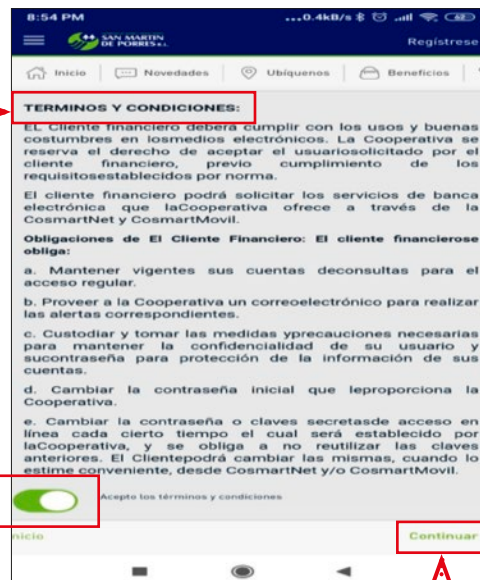 8:54 PM ...0.4kB/s
SAN MARTIN
DE PORRES R.L.
Regístrese
Inicio Novedades Ubíquenos Beneficios
TERMINOS Y CONDICIONES:
EL Cliente financiero deberá cumplir con los usos y buenas
costumbres en losmedios electrónicos. La Cooperativa se
reserva el derecho de aceptar el usuariosolicitado por el
cliente financiero, previo cumplimiento de los
requisitosestablecidos por norma.
El cliente financiero podrá solicitar los servicios de banca
electrónica que laCooperativa ofrece a través de la
CosmartNet y CosmartMovil.
Obligaciones de El Cliente Financiero: El cliente financierose
obliga:
a. Mantener vigentes sus cuentas deconsultas para el
acceso regular.
b. Proveer a la Cooperativa un correoelectrónico para realizar
las alertas correspondientes.
c. Custodiar y tomar las medidas yprecauciones necesarias
para mantener la confidencialidad de su usuario y
sucontraseña para protección de la información de sus
cuentas.
d. Cambiar la contraseña inicial que leproporciona la
Cooperativa.
e. Cambiar la contraseña o claves secretasde acceso en
línea cada cierto tiempo el cual será establecido por
laCooperativa, y se obliga a no reutilizar las claves
anteriores. El Clientepodrá cambiar las mismas, cuando lo
estime conveniente, desde CosmartNet y/o CosmartMovil.
Acepto los términos y condiciones
nicio Continuar